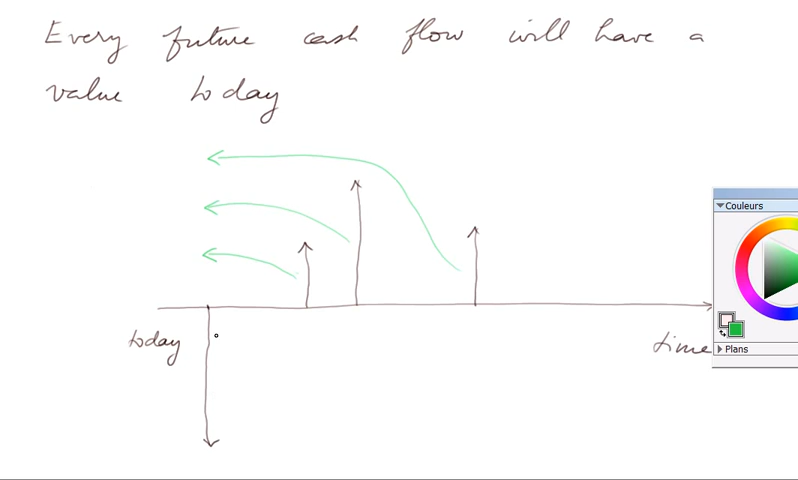 Every future cash flow will have a
value today
Couleurs
today
time
Plans